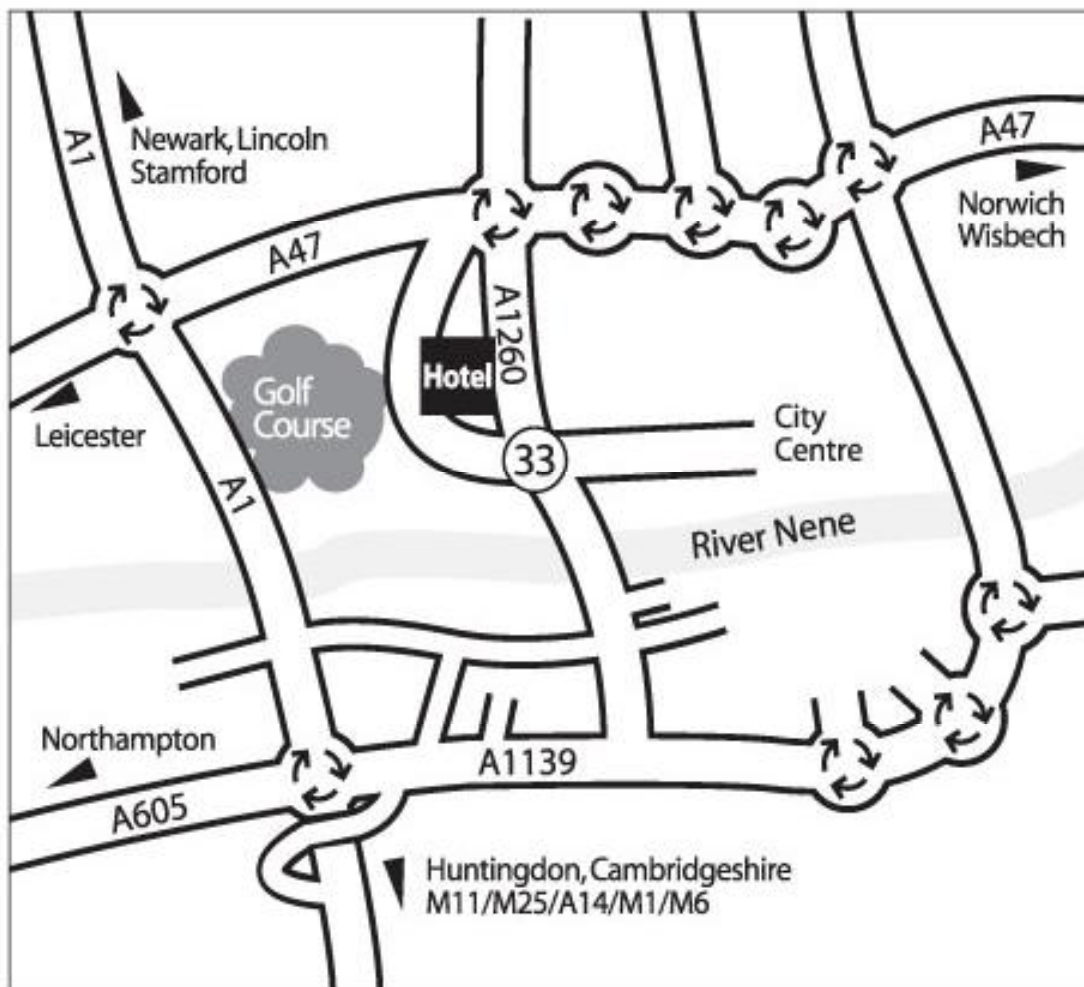 A1
Newark, Lincoln
Stamford
A47
Norwich
Wisbech
A47
A1260
Hotel
Golf
Course
Leicester
City
Centre
33
A1
River Nene
Northampton
A1139
A605
Huntingdon, Cambridgeshire
M11/M25/A14/M1/M6